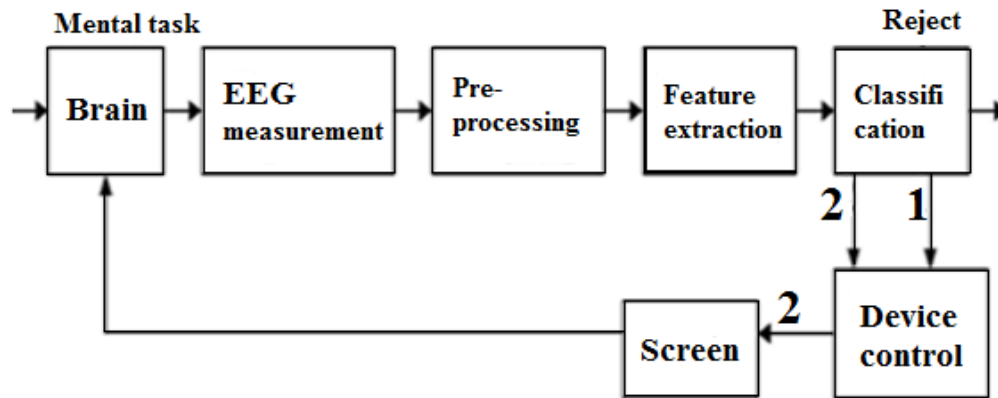 Mental task
Reject
Brain
EEG
measurement
Pre-
processing
Feature
extraction
Classifi
cation
2
1
Device
control
2
Screen